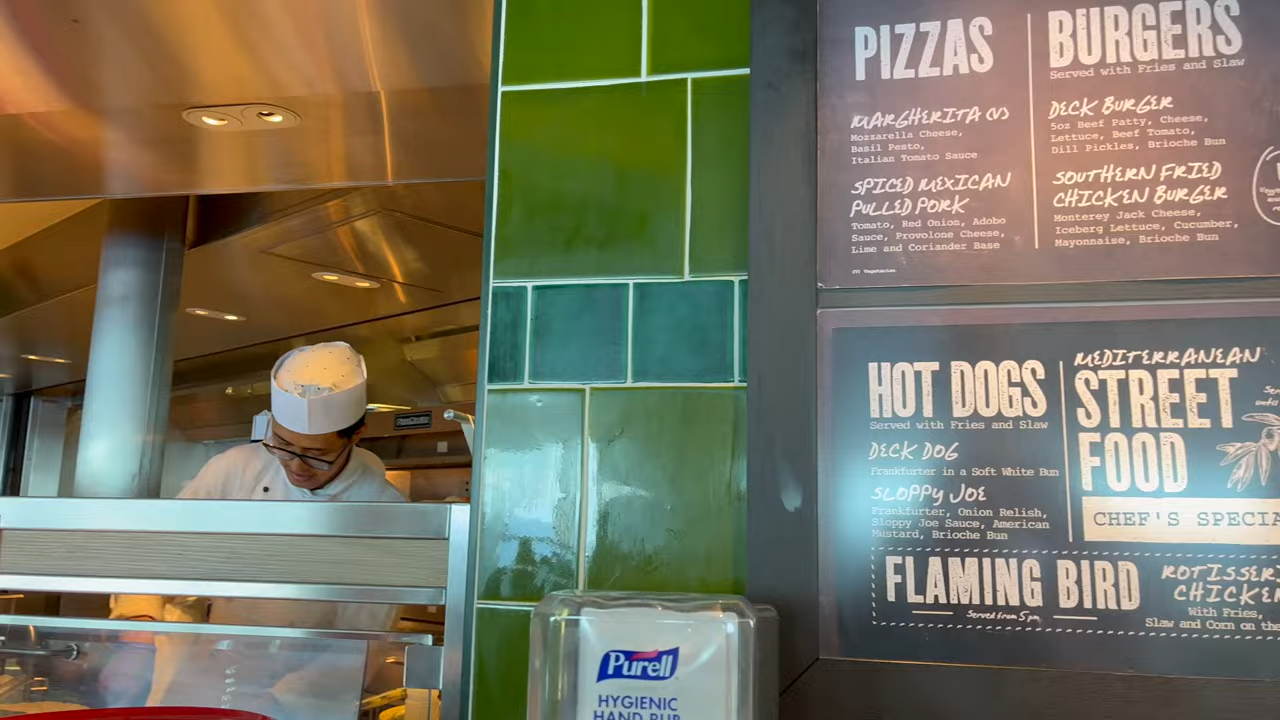 PIZZAS
MARGHERITA (V)
Mozzarella Cheese,
Basil Pesto,
Italian Tomato Sauce
SPICED MEXICAN
PULLED PORK
Tomato, Red Onion, Adobo
Sauce, Provolone Cheese,
Lime and Coriander Base
(V) Vegetarian
BURGERS
Served with Fries and Slaw
DECK BURGER
5oz Beef Patty, Cheese,
Lettuce, Beef Tomato,
Dill Pickles, Brioche Bun
SOUTHERN FRIED
CHICKEN BURGER
Monterey Jack Cheese,
Iceberg Lettuce, Cucumber,
Mayonnaise, Brioche Bun
HOT DOGS
Served with Fries and Slaw
DECK DOG
Frankfurter in a Soft White Bun
SLOPPY JOE
Frankfurter, Onion Relish,
Sloppy Joe Sauce, American
Mustard, Brioche Bun
MEDITERRANEAN
STREET
FOOD
CHEF'S SPECIA
FLAMING BIRD
Served from 5pm
ROTISSERI
CHICKEN
With Fries,
Slaw and Corn on the
Purell
HYGIENIC
HAND RUB